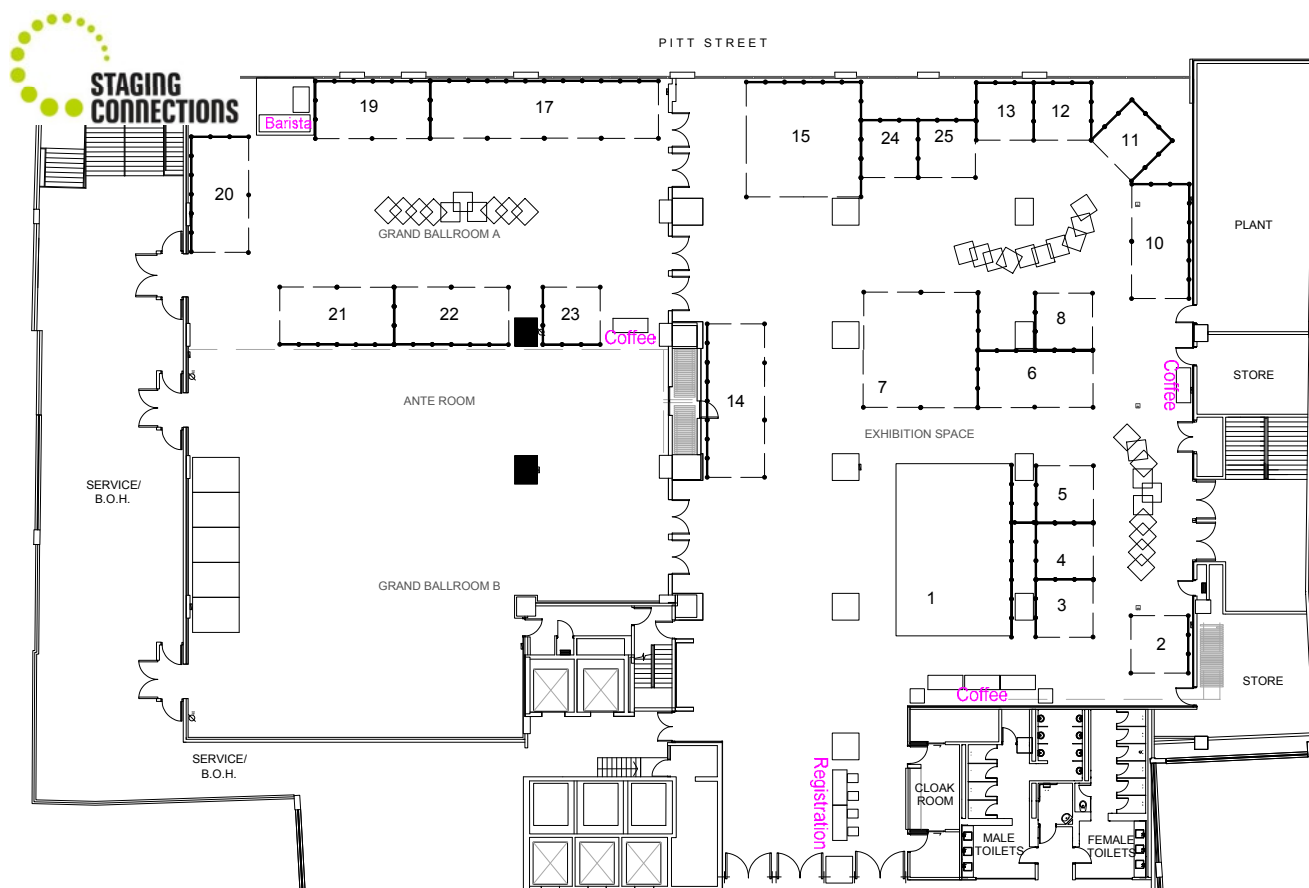 PITT STREET
STAGING
CONNECTIONS
Barista
19
17
15
24
25
13
12
11
20
GRAND BALLROOM A
10
PLANT
21
22
23
Coffee
8
7
6
14
Coffee
STORE
ANTE ROOM
EXHIBITION SPACE
SERVICE/
B.O.H.
5
4
GRAND BALLROOM B
1
3
2
STORE
Coffee
SERVICE/
B.O.H.
Registration
CLOAK
ROOM
MALE
TOILETS
FEMALE
TOILETS